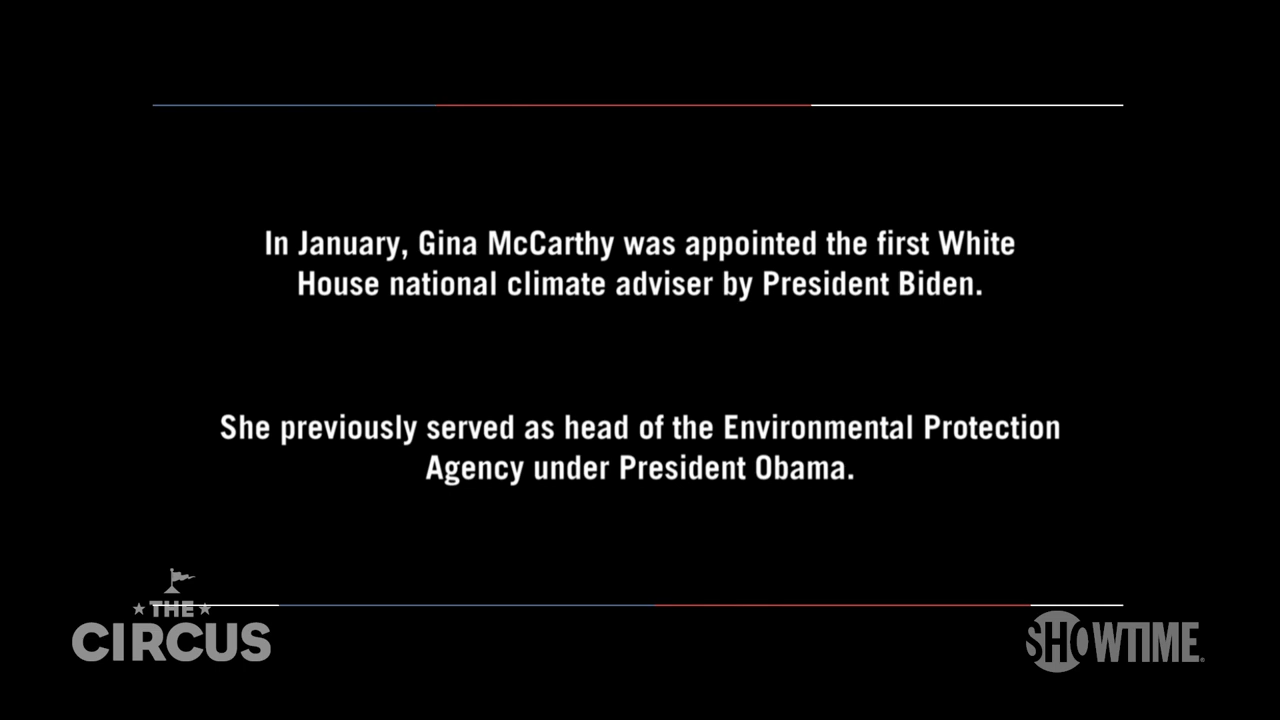 In January, Gina McCarthy was appointed the first White
House national climate adviser by President Biden.
She previously served as head of the Environmental Protection
Agency under President Obama.
THE
CIRCUS
SHOWTIME